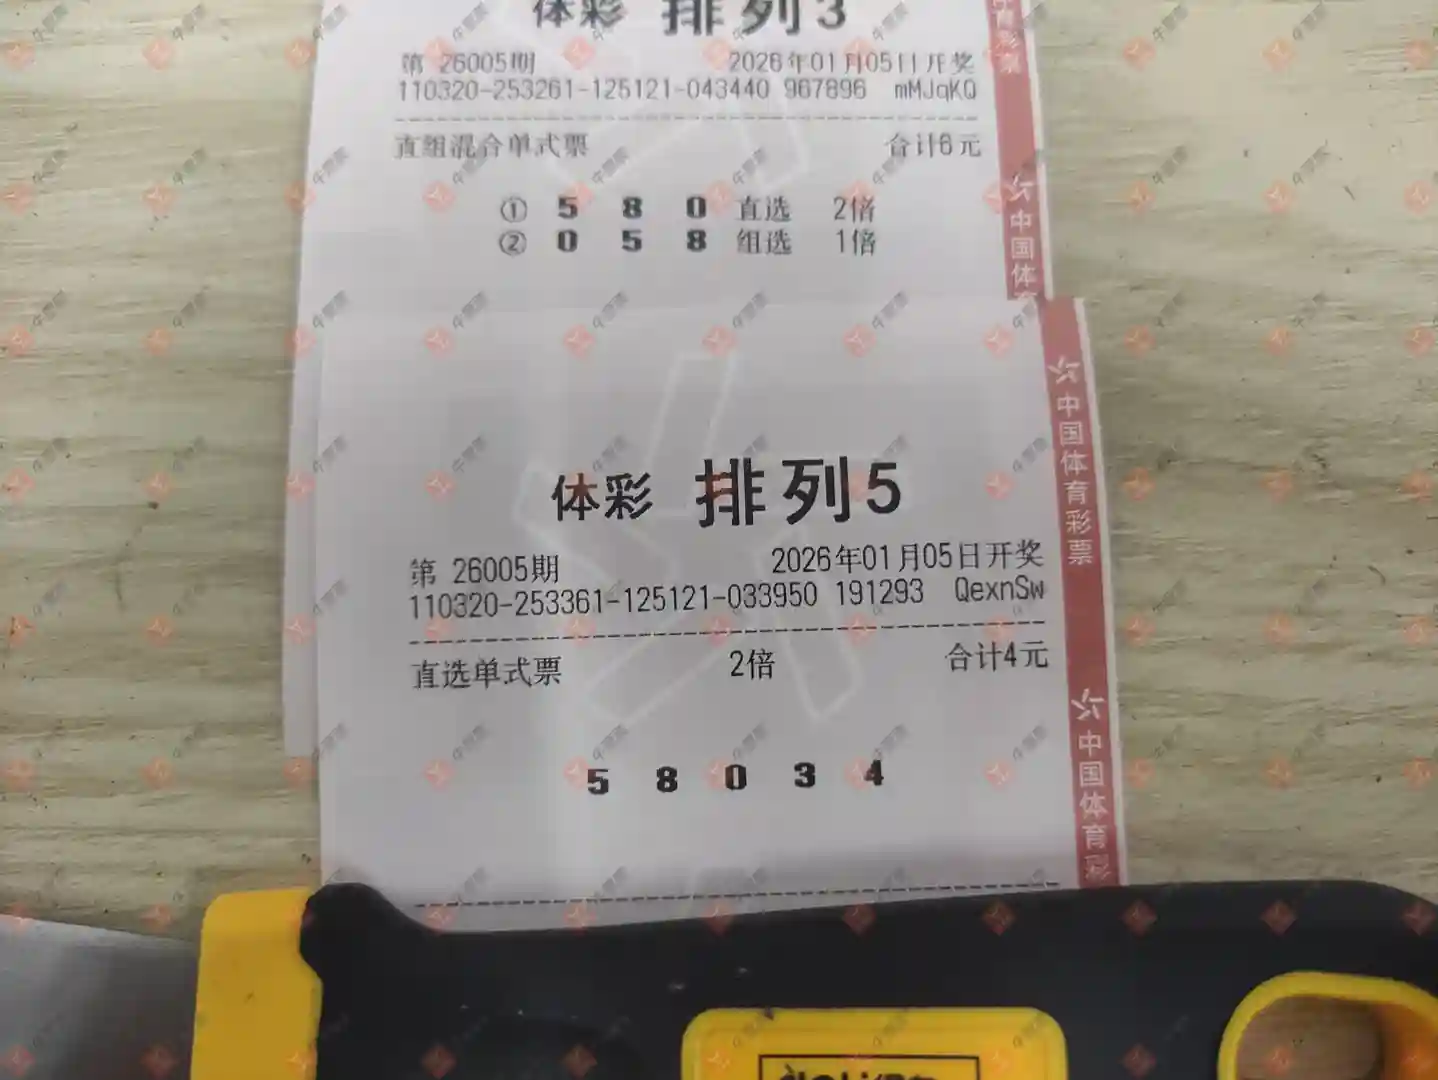 体彩 排列3
第 26005期 2026年01月05日开奖
110320-253261-125121-043440 967896 mMJqKQ
直组混合单式票 合计6元
① 5 8 0 直选 2倍
② 0 5 8 组选 1倍
育彩票
中国体育
体彩 排列5
第 26005期 2026年01月05日开奖
110320-253361-125121-033950 191293 QexnSw
直选单式票 2倍 合计4元
5 8 0 3 4
中国体育彩票
中国体育彩